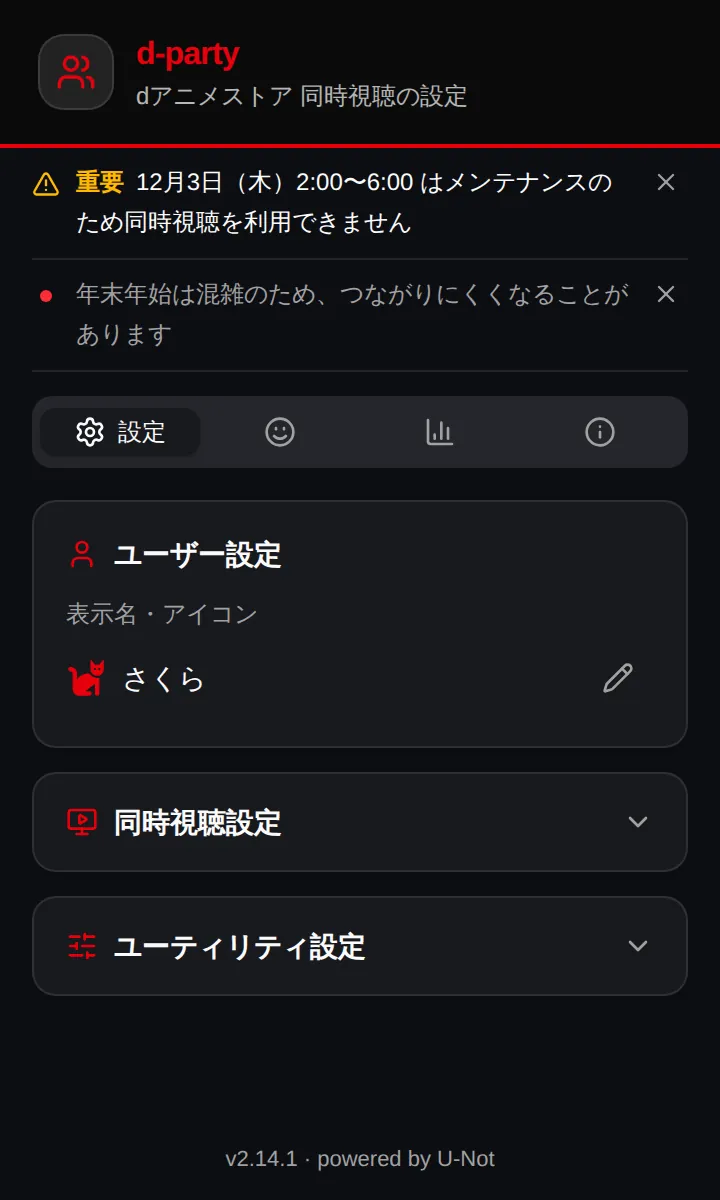 d-party
dアニメストア 同時視聴の設定
重要 12月3日（木）2:00〜6:00 はメンテナンスの
ため同時視聴を利用できません
年末年始は混雑のため、つながりにくくなることが
あります
設定
ユーザー設定
表示名・アイコン
さくら
同時視聴設定
ユーティリティ設定
v2.14.1 · powered by U-Not